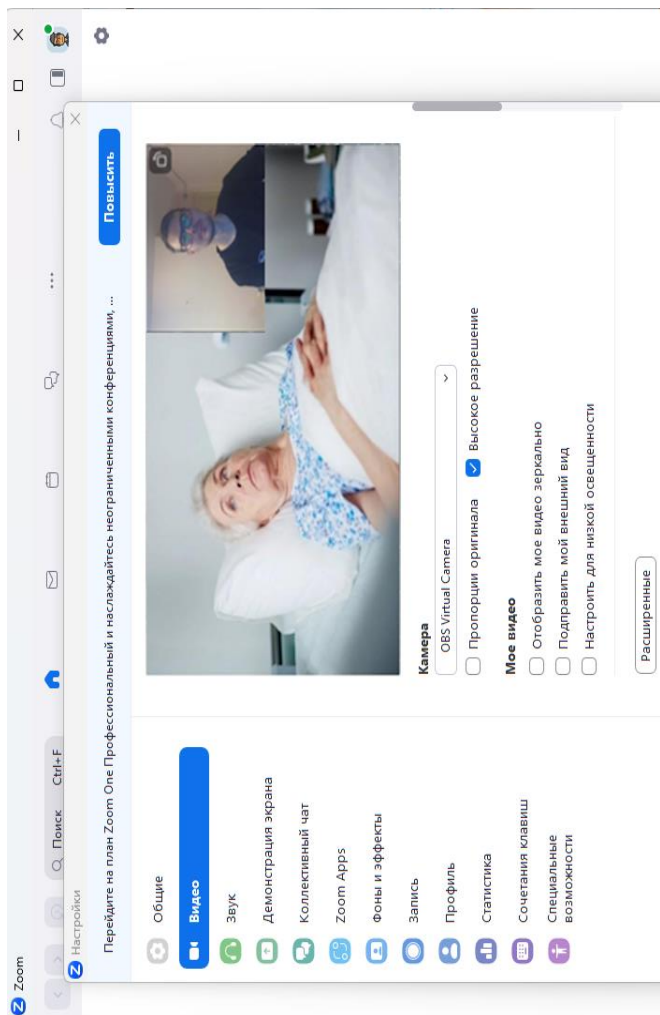 Zoom
Поиск Ctrl+F
Настройки
Перейдите на план Zoom One Профессиональный и наслаждайтесь неограниченными конференциями, ...
Повысить
Общие
Видео
Звук
Демонстрация экрана
Коллективный чат
Zoom Apps
Фоны и эффекты
Запись
Профиль
Статистика
Сочетания клавиш
Специальные
возможности
Камера
OBS Virtual Camera
Пропорции оригинала
Высокое разрешение
Мое видео
Отобразить мое видео зеркально
Подправить мой внешний вид
Настроить для низкой освещенности
Расширенные